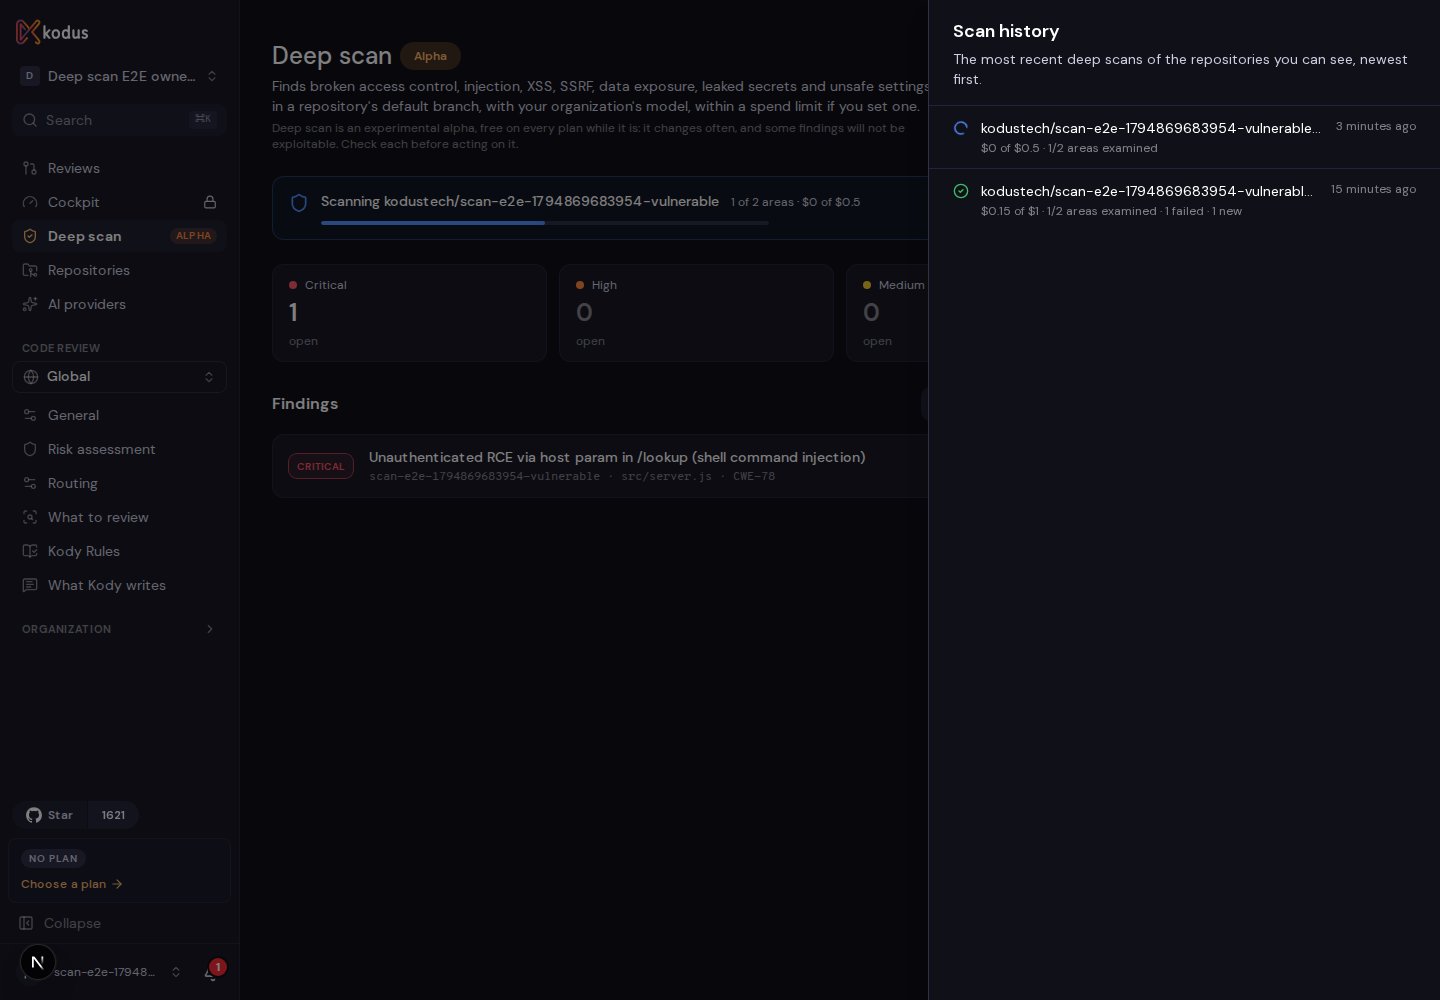 kodus
D Deep scan E2E owne...
Search ⌘K
Reviews
Cockpit
Deep scan ALPHA
Repositories
AI providers
CODE REVIEW
Global
General
Risk assessment
Routing
What to review
Kody Rules
What Kody writes
ORGANIZATION
Star 1621
NO PLAN
Choose a plan →
Collapse
N scan-e2e-17948... 1
Deep scan Alpha
Finds broken access control, injection, XSS, SSRF, data exposure, leaked secrets and unsafe settings
in a repository's default branch, with your organization's model, within a spend limit if you set one.
Deep scan is an experimental alpha, free on every plan while it is: it changes often, and some findings will not be
exploitable. Check each before acting on it.
Scanning kodustech/scan-e2e-1794869683954-vulnerable 1 of 2 areas · $0 of $0.5
Critical
1
open
High
0
open
Medium
0
open
Findings
CRITICAL
Unauthenticated RCE via host param in /lookup (shell command injection)
scan-e2e-1794869683954-vulnerable · src/server.js · CWE-78
Scan history
The most recent deep scans of the repositories you can see, newest
first.
kodustech/scan-e2e-1794869683954-vulnerable... 3 minutes ago
$0 of $0.5 · 1/2 areas examined
kodustech/scan-e2e-1794869683954-vulnerabl... 15 minutes ago
$0.15 of $1 · 1/2 areas examined · 1 failed · 1 new